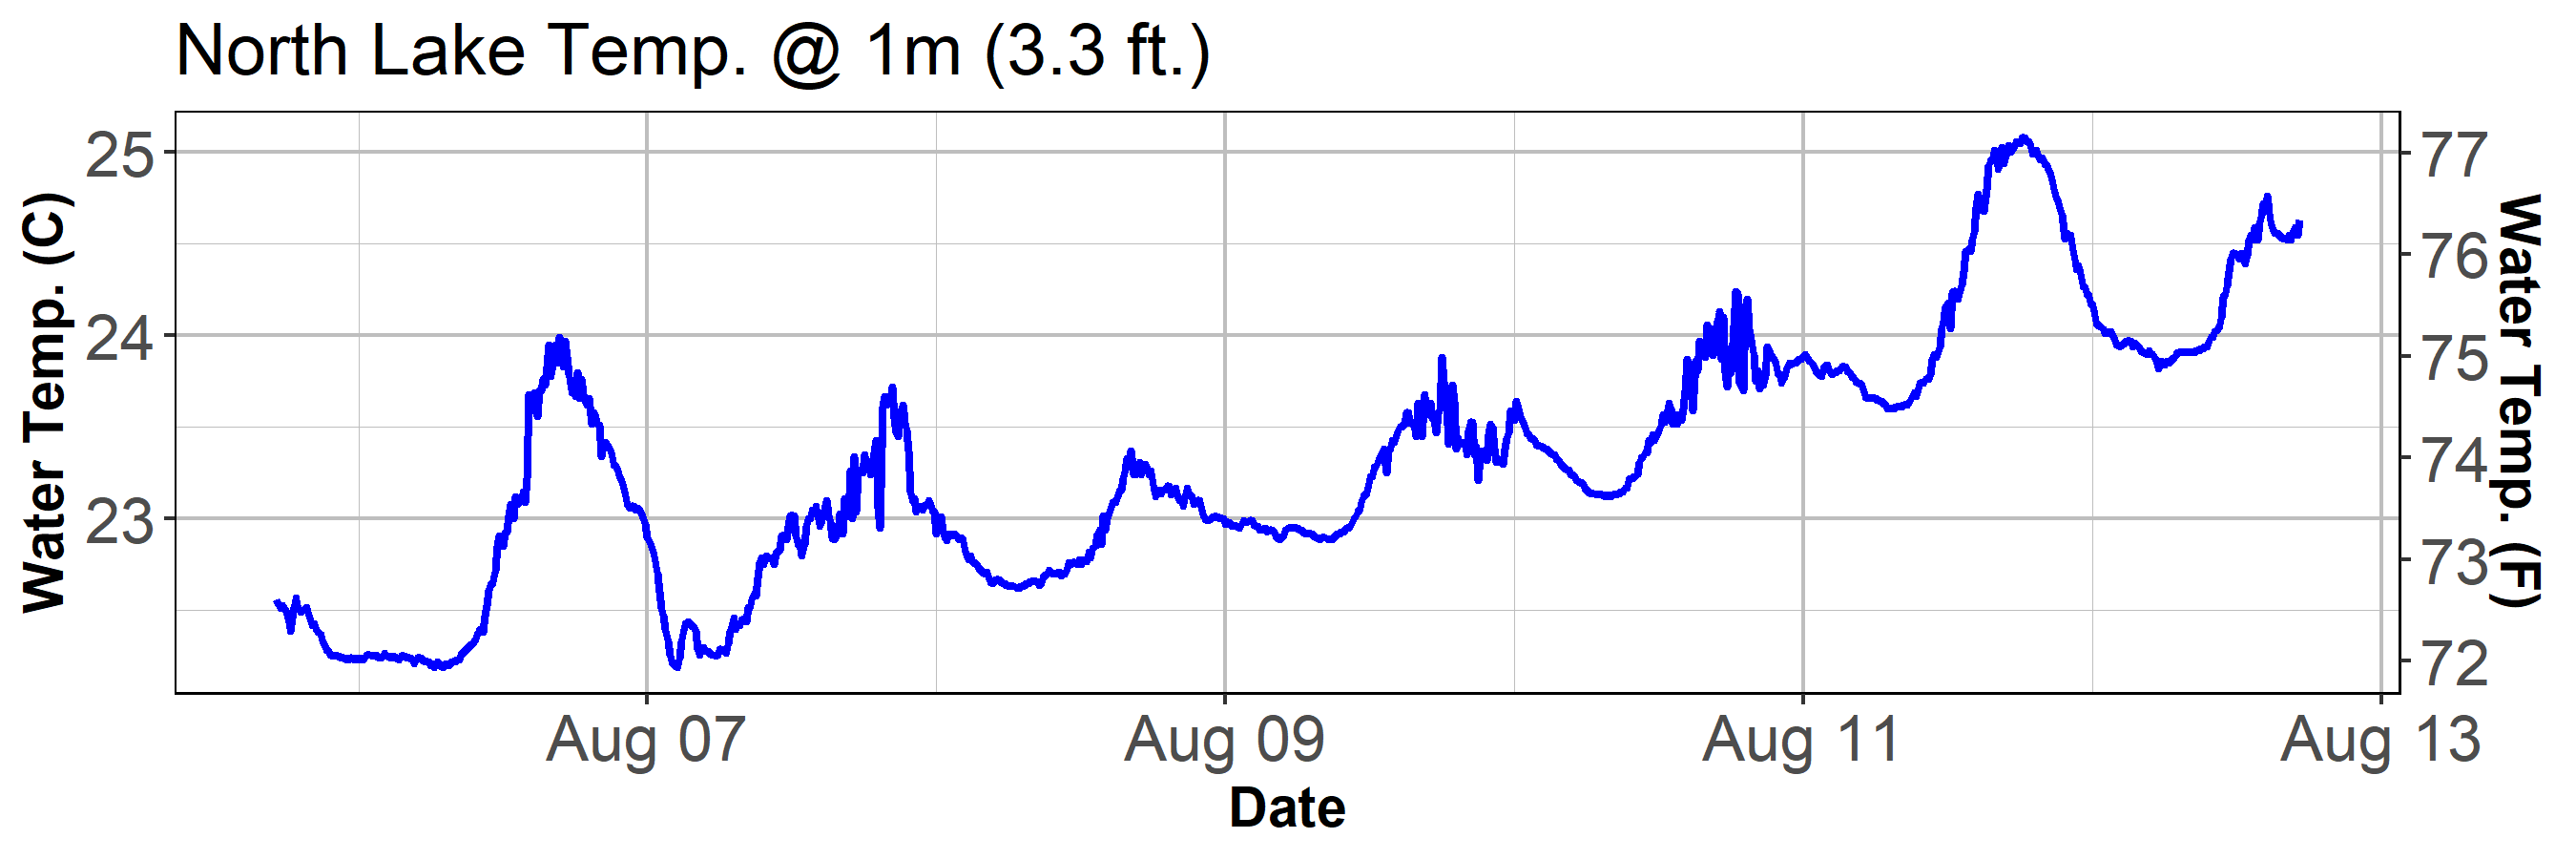 North Lake Temp. @ 1m (3.3 ft.)
Water Temp. (C)
25
24
23
77
76
75
74
73
72
Water Temp. (F)
Aug 07 Aug 09 Aug 11 Aug 13
Date